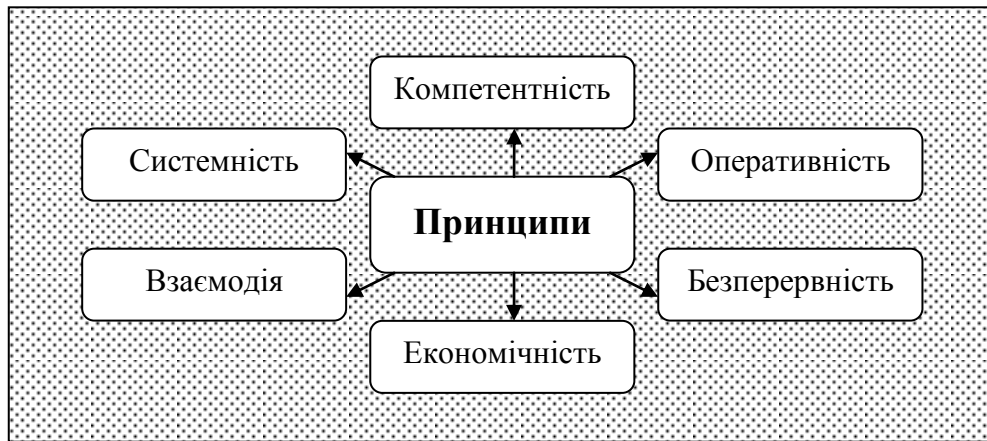 Компетентність
Системність
Оперативність
Принципи
Взаємодія
Безперервність
Економічність